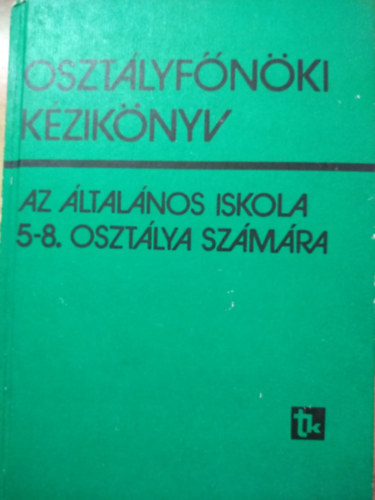 OSZTÁLYFŐNÖKI
KÉZIKÖNYV
AZ ÁLTALÁNOS ISKOLA
5-8. OSZTÁLYA SZÁMÁRA
tk